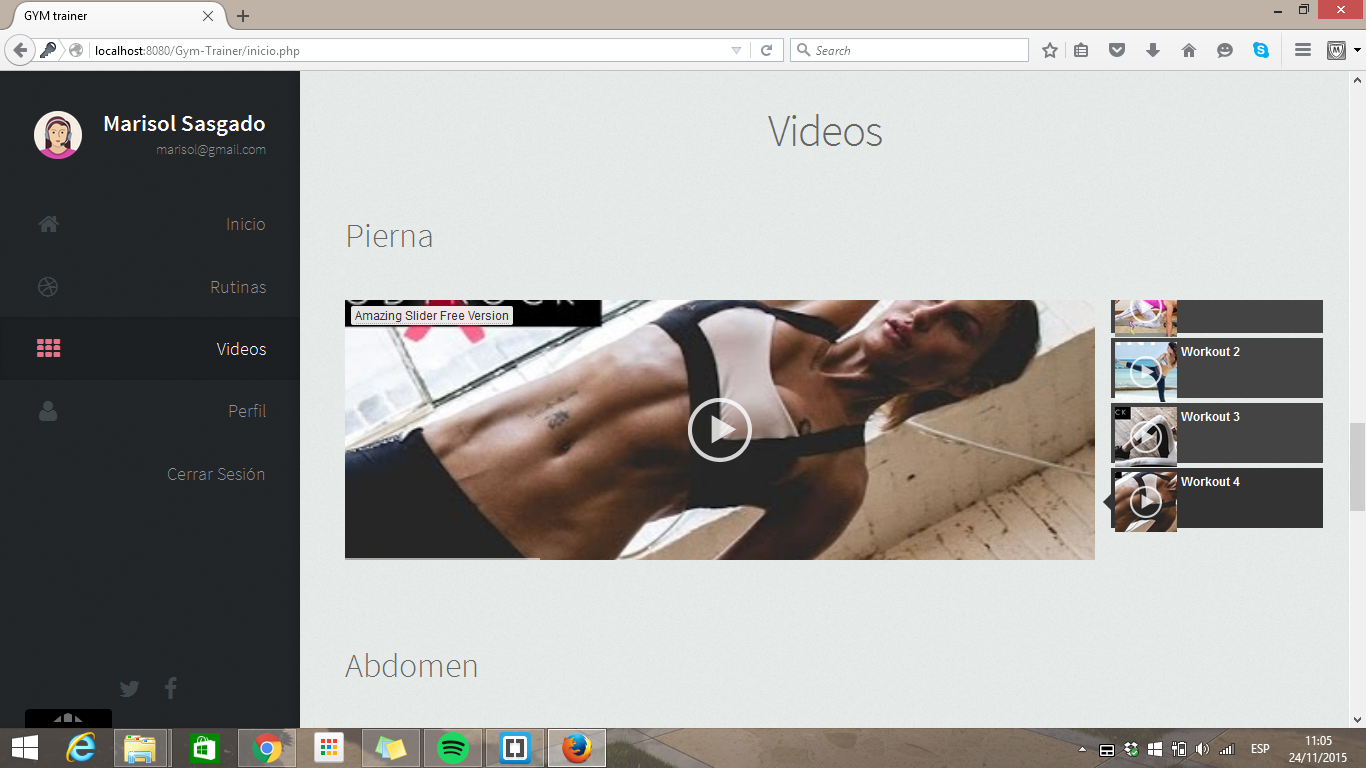 GYM trainer
localhost:8080/Gym-Trainer/inicio.php
Search
Marisol Sasgado
marisol@gmail.com
Inicio
Rutinas
Videos
Perfil
Cerrar Sesión
Videos
Pierna
Amazing Slider Free Version
Workout 2
Workout 3
Workout 4
Abdomen
ESP
11:05
24/11/2015